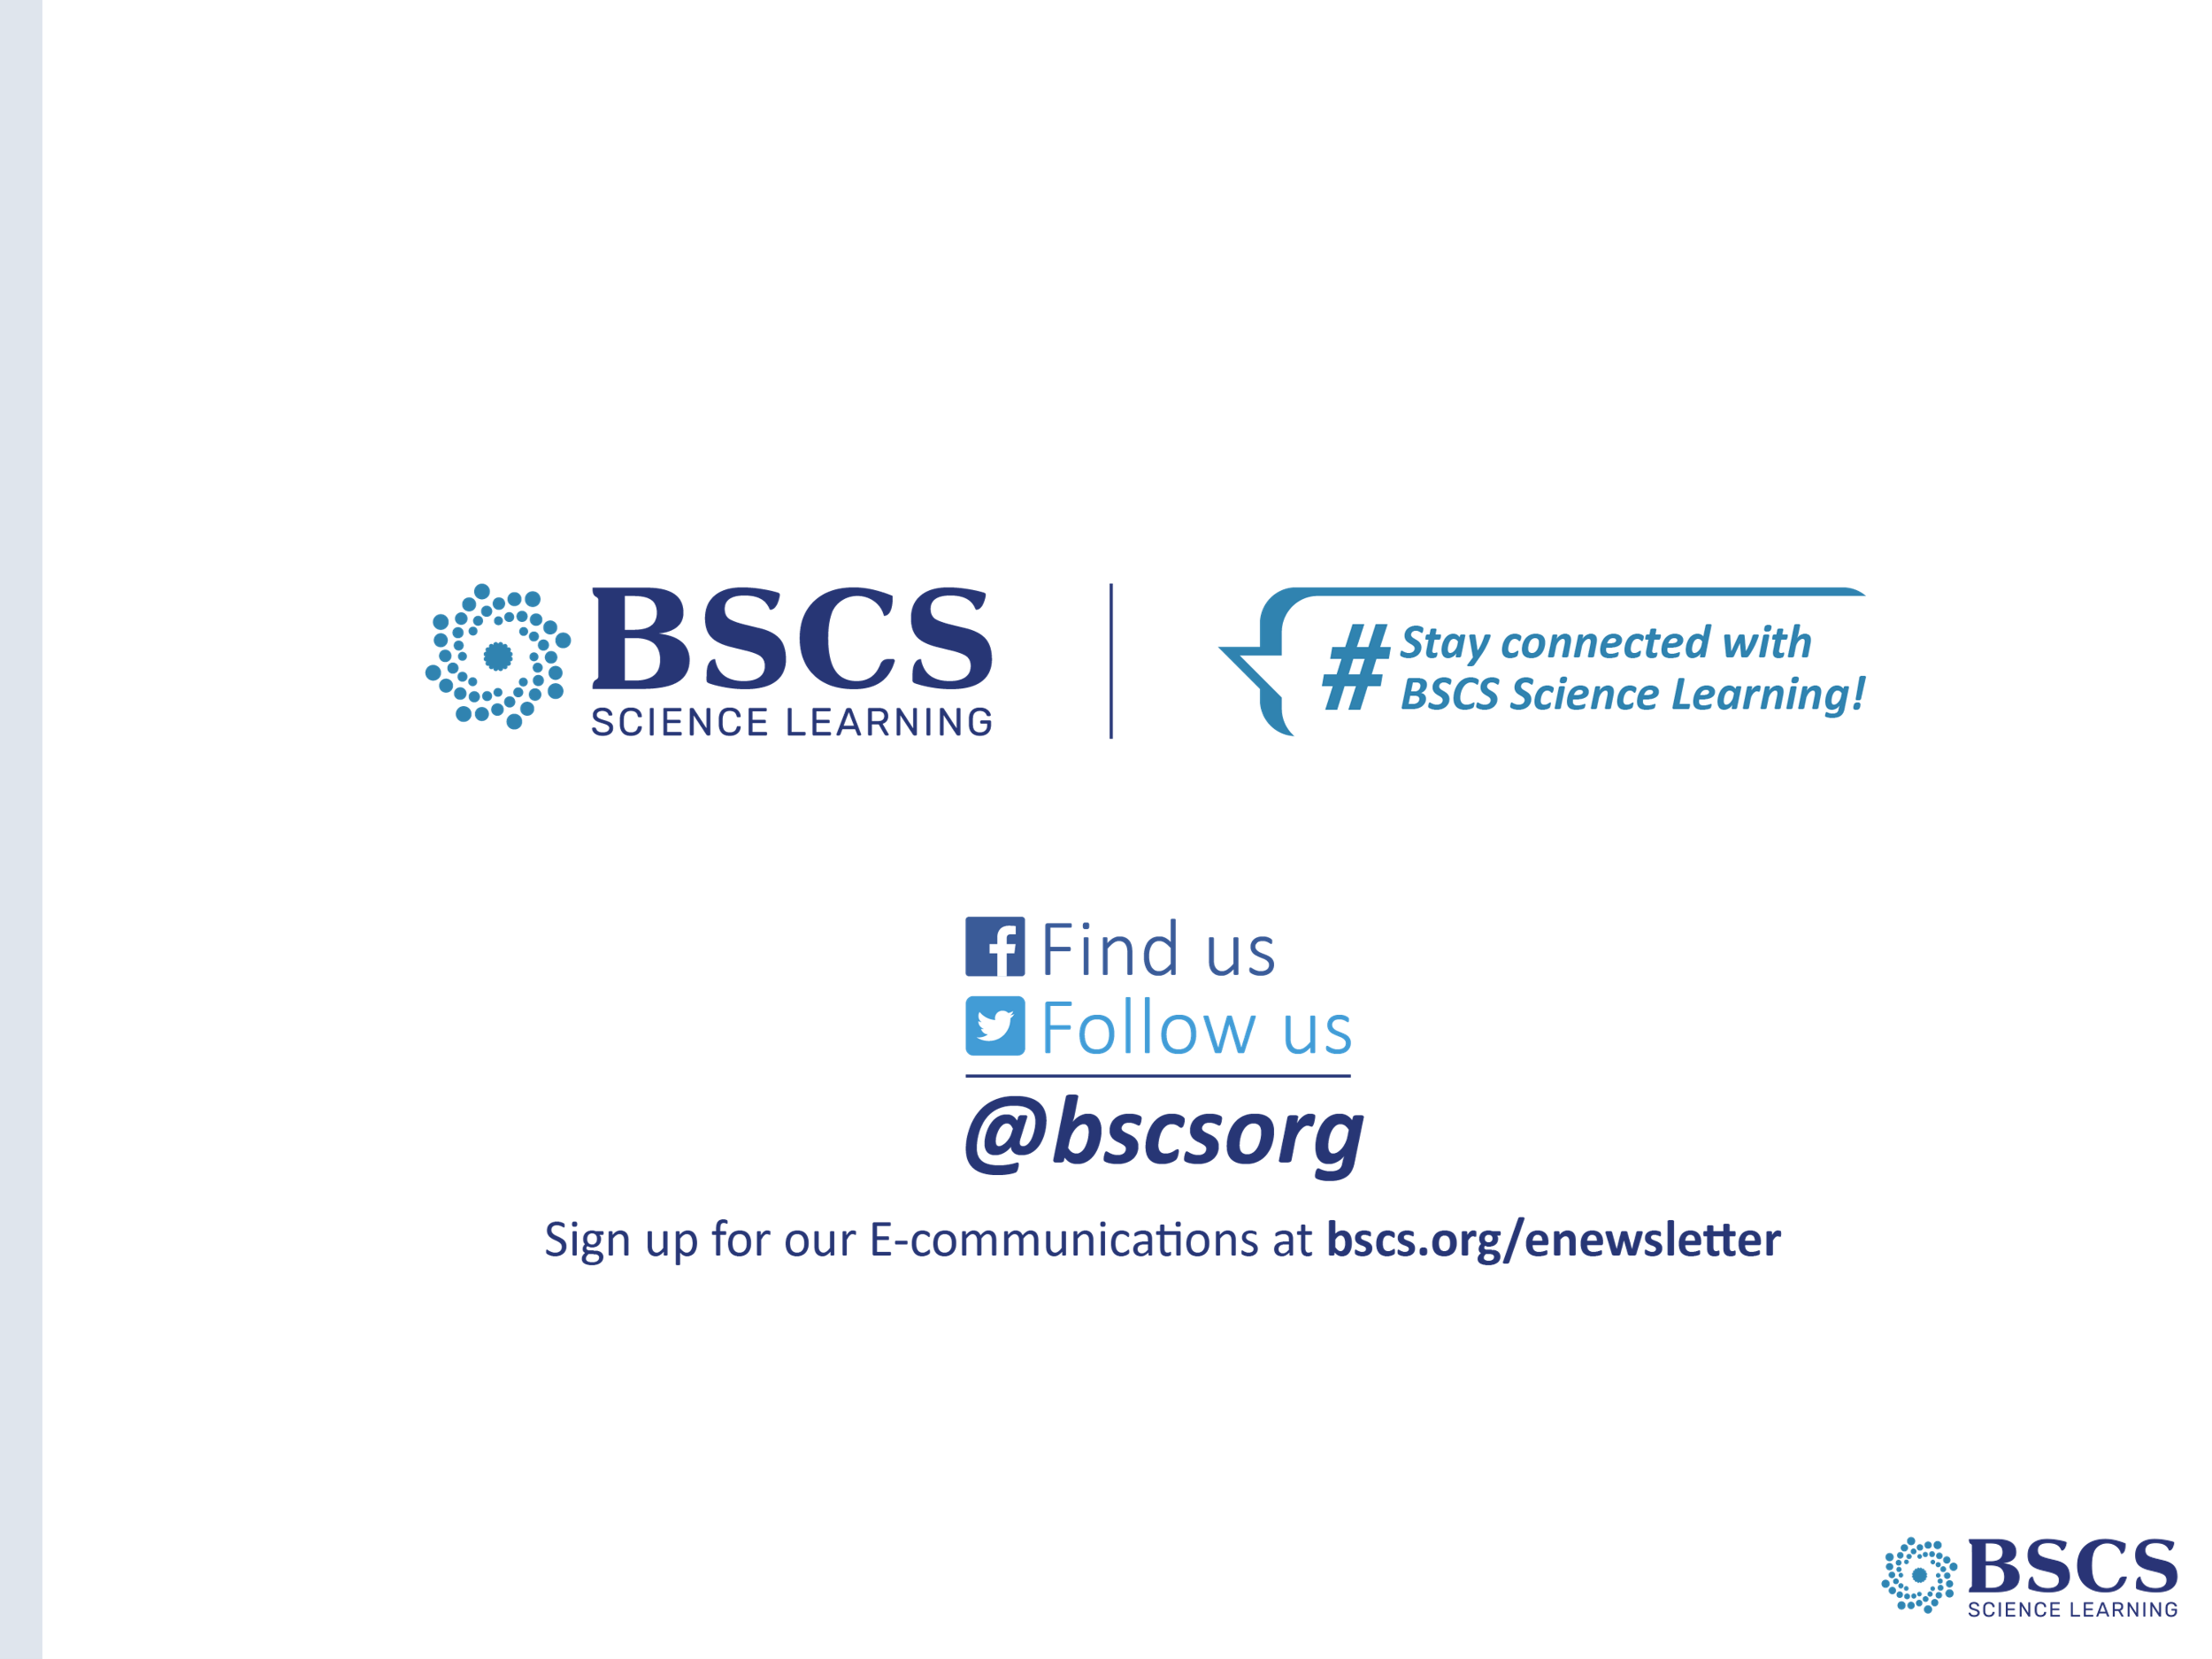 BSCS
SCIENCE LEARNING
# Stay connected with
BSCS Science Learning!
Find us
Follow us
@bscsorg
Sign up for our E-communications at bscs.org/enewsletter
BSCS
SCIENCE LEARNING